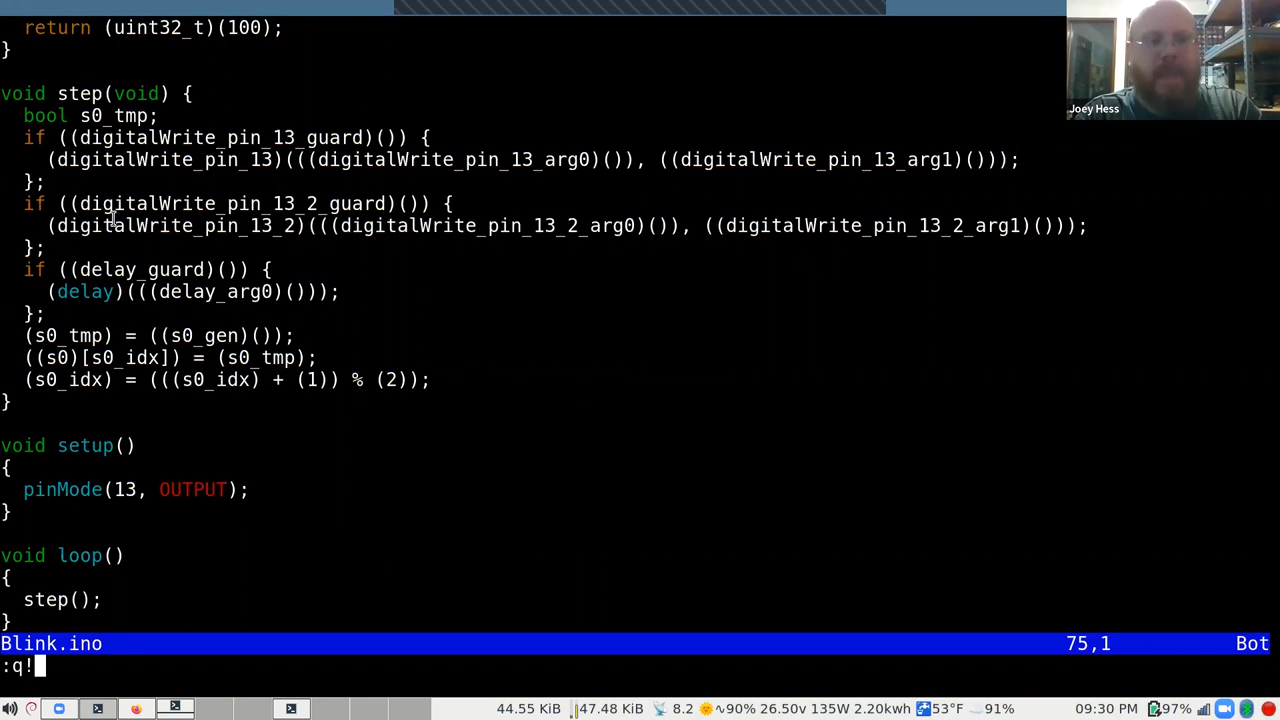 return (uint32_t)(100);
}
void step(void) {
bool s0_tmp;
if ((digitalWrite_pin_13_guard)()) {
(digitalWrite_pin_13)(((digitalWrite_pin_13_arg0)()), ((digitalWrite_pin_13_arg1)()));
};
if ((digitalWrite_pin_13_2_guard)()) {
(digitalWrite_pin_13_2)(((digitalWrite_pin_13_2_arg0)()), ((digitalWrite_pin_13_2_arg1)()));
};
if ((delay_guard)()) {
(delay)(((delay_arg0)()));
};
(s0_tmp) = ((s0_gen)());
((s0)[s0_idx]) = (s0_tmp);
(s0_idx) = (((s0_idx) + (1)) % (2));
}
void setup()
{
pinMode(13, OUTPUT);
}
void loop()
{
step();
}
Blink.ino 75,1 Bot
:q!
Joey Hess
44.55 KiB 47.48 KiB 8.2 90% 26.50v 135W 2.20kwh 53°F 91% 09:30 PM 97%